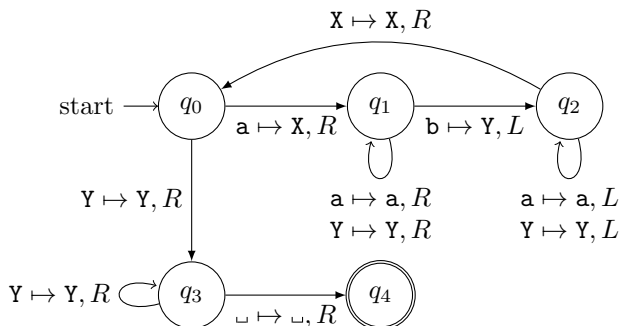 X ↦ X, R
start
q₀
q₁
q₂
a ↦ X, R
b ↦ Y, L
Y ↦ Y, R
a ↦ a, R
Y ↦ Y, R
a ↦ a, L
Y ↦ Y, L
Y ↦ Y, R
q₃
q₄
␣ ↦ ␣, R